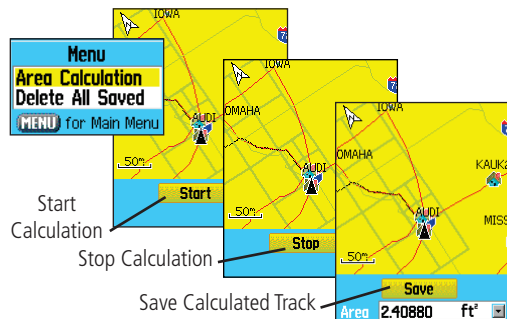 Menu
Area Calculation
Delete All Saved
MENU for Main Menu
IOWA
AUDI
50m
Start
IOWA
OMAHA
AUDI
50m
Stop
IOWA
OMAHA
KAUK
AUDI
MISS
50m
Save
Area 2.40880 ft²
Start
Calculation
Stop Calculation
Save Calculated Track